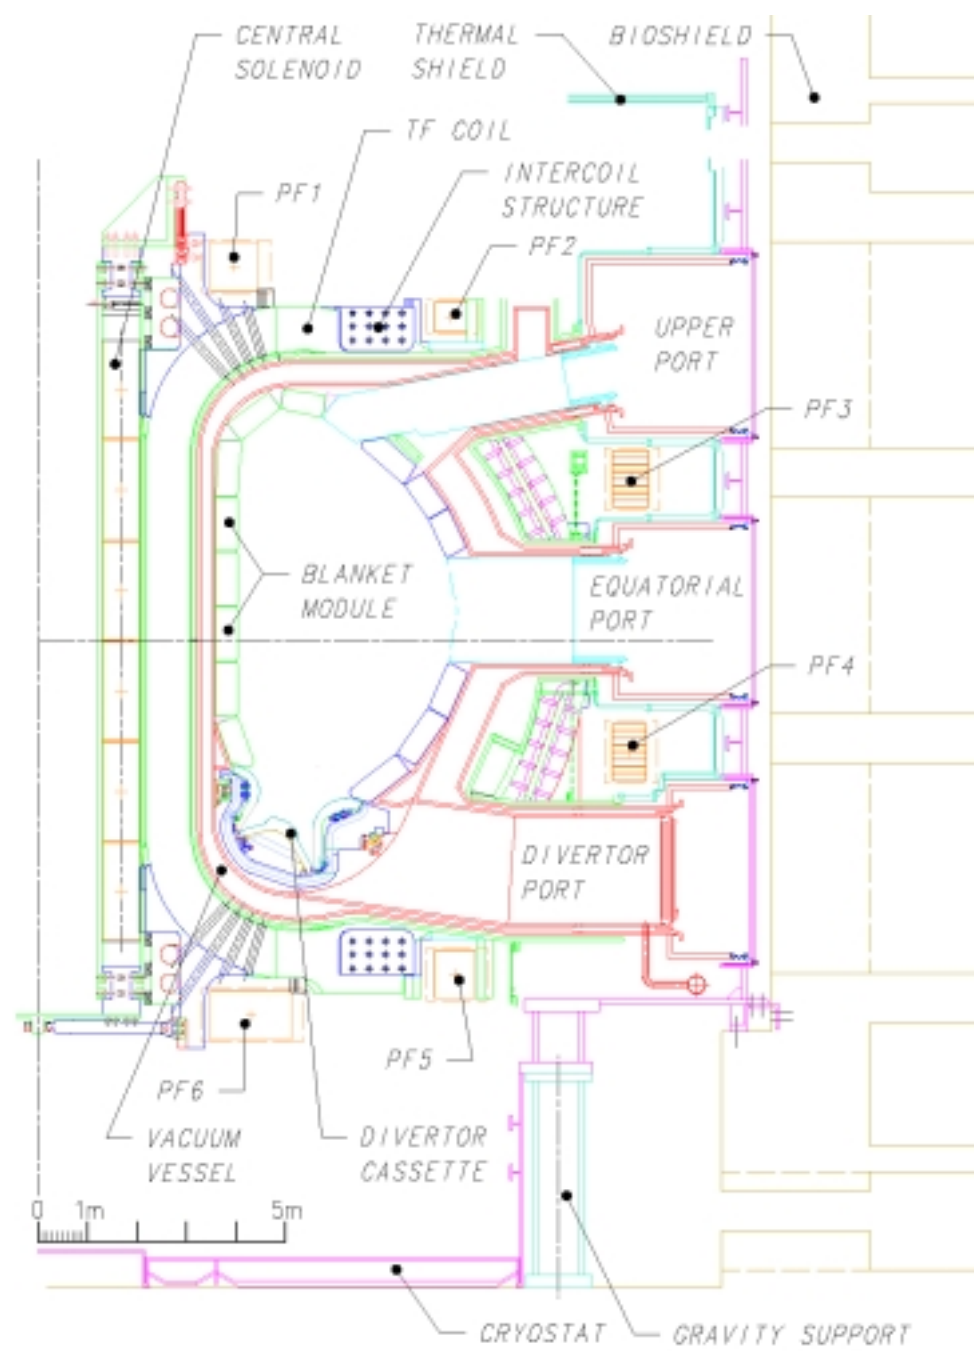 CENTRAL
SOLENOID
THERMAL
SHIELD
BIOSHIELD
TF COIL
PF1
INTERCOIL
STRUCTURE
PF2
UPPER
PORT
PF3
BLANKET
MODULE
EQUATORIAL
PORT
PF4
DIVERTOR
PORT
PF5
PF6
VACUUM
VESSEL
DIVERTOR
CASSETTE
0 1m 5m
CRYOSTAT
GRAVITY SUPPORT